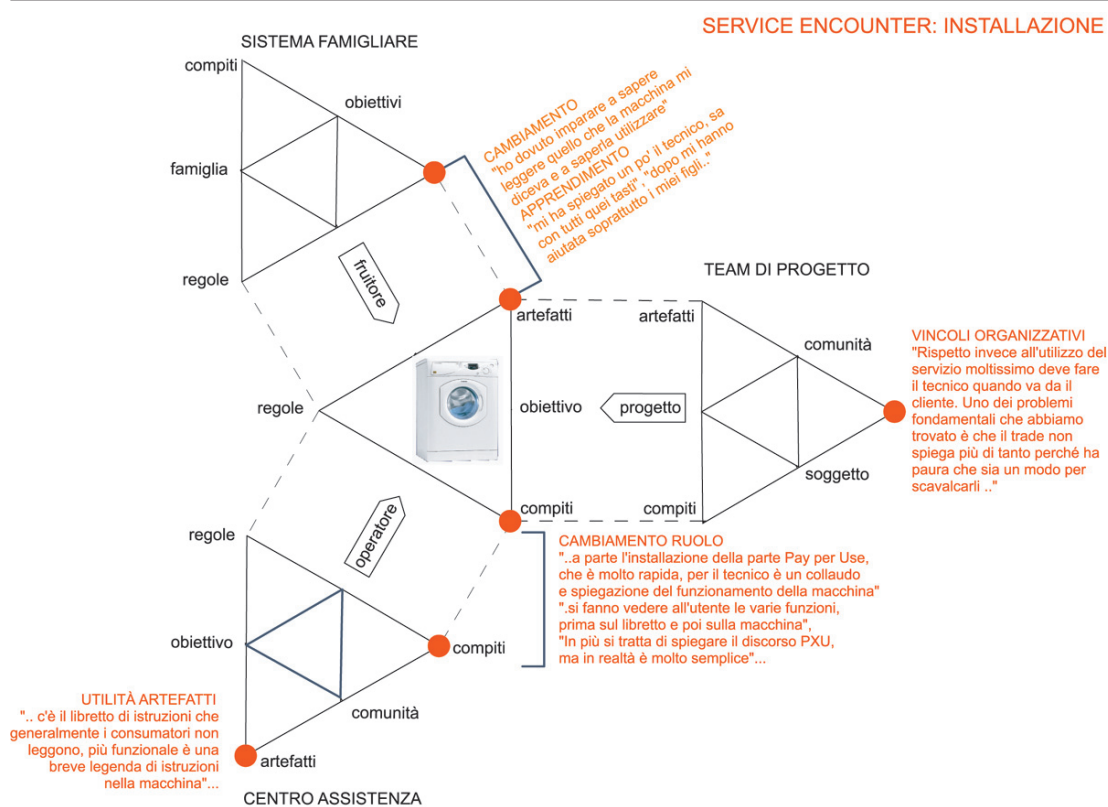 SERVICE ENCOUNTER: INSTALLAZIONE
SISTEMA FAMIGLIARE
compiti
obiettivi
famiglia
regole
fruitore
CAMBIAMENTO
"ho dovuto imparare a sapere
leggere quello che la macchina mi
diceva e a saperla utilizzare"
APPRENDIMENTO
"mi ha spiegato un po' il tecnico, sa
con tutti quei tasti","dopo mi hanno
aiutata soprattutto i miei figli.."
TEAM DI PROGETTO
artefatti
artefatti
comunità
regole
obiettivo
progetto
soggetto
compiti
compiti
VINCOLI ORGANIZZATIVI
"Rispetto invece all'utilizzo del
servizio moltissimo deve fare
il tecnico quando va da il
cliente. Uno dei problemi
fondamentali che abbiamo
trovato è che il trade non
spiega più di tanto perché ha
paura che sia un modo per
scavalcarli .."
regole
operatore
obiettivo
compiti
comunità
artefatti
CAMBIAMENTO RUOLO
"..a parte l'installazione della parte Pay per Use,
che è molto rapida, per il tecnico è un collaudo
e spiegazione del funzionamento della macchina"
".si fanno vedere all'utente le varie funzioni,
prima sul libretto e poi sulla macchina",
"In più si tratta di spiegare il discorso PXU,
ma in realtà è molto semplice"...
UTILITÀ ARTEFATTI
".. c'è il libretto di istruzioni che
generalmente i consumatori non
leggono, più funzionale è una
breve legenda di istruzioni
nella macchina"...
CENTRO ASSISTENZA